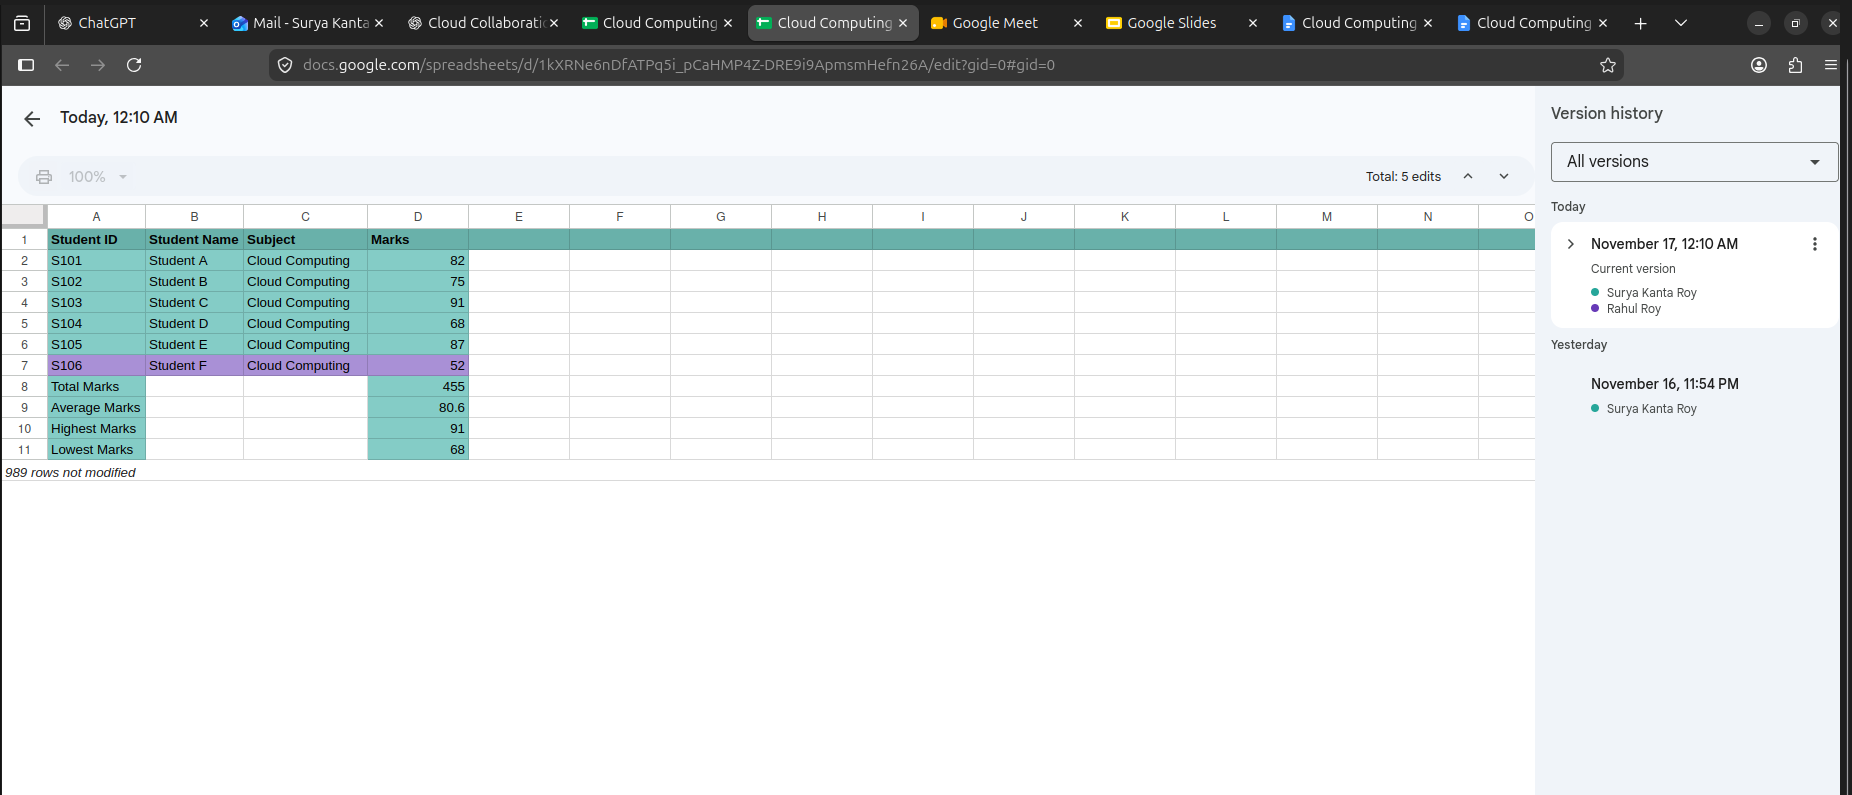 ChatGPT
Mail - Surya Kanta
Cloud Collaborati
Cloud Computing
Cloud Computing
Google Meet
Google Slides
Cloud Computing
Cloud Computing
docs.google.com/spreadsheets/d/1kXRNe6nDfATPq5i_pCaHMP4Z-DRE9i9ApmsmHefn26A/edit?gid=0#gid=0
Today, 12:10 AM
100%
Total: 5 edits
A B C D E F G H I J K L M N O
1 Student ID Student Name Subject Marks
2 S101 Student A Cloud Computing 82
3 S102 Student B Cloud Computing 75
4 S103 Student C Cloud Computing 91
5 S104 Student D Cloud Computing 68
6 S105 Student E Cloud Computing 87
7 S106 Student F Cloud Computing 52
8 Total Marks 455
9 Average Marks 80.6
10 Highest Marks 91
11 Lowest Marks 68
989 rows not modified
Version history
All versions
Today
November 17, 12:10 AM
Current version
Surya Kanta Roy
Rahul Roy
Yesterday
November 16, 11:54 PM
Surya Kanta Roy